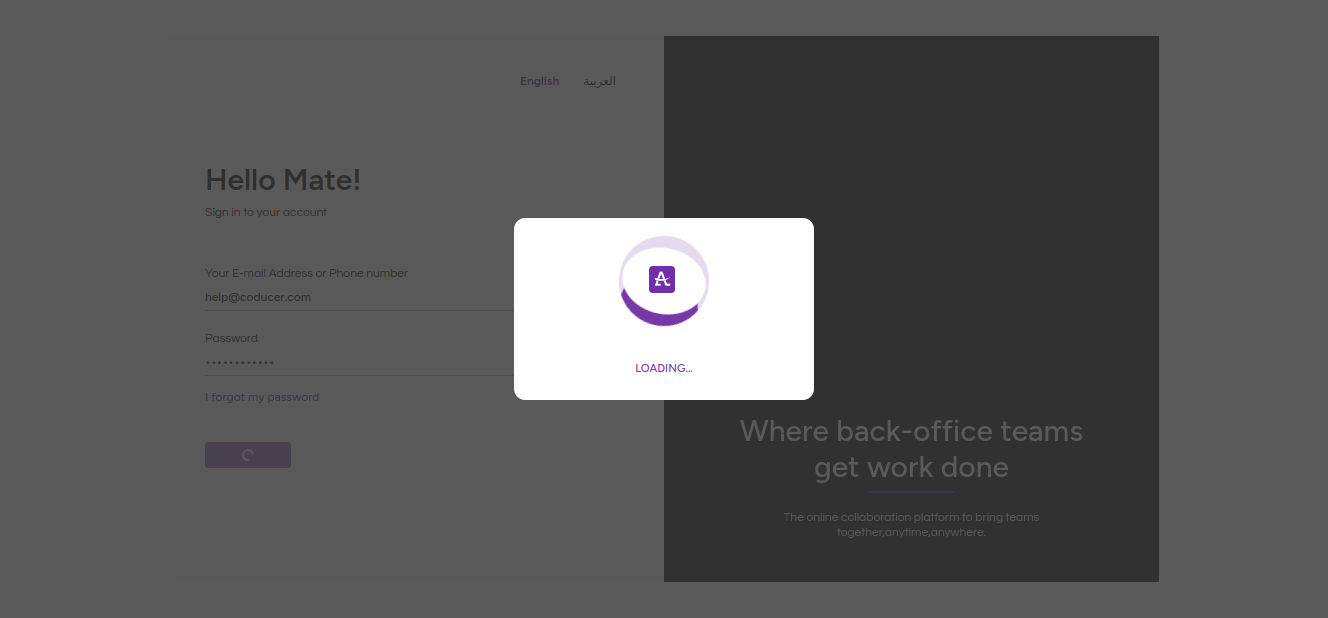 English العربية
Hello Mate!
Sign in to your account
Your E-mail Address or Phone number
help@coducer.com
Password
••••••••••••
I forgot my password
LOADING...
Where back-office teams
get work done
The online collaboration platform to bring teams
together,anytime,anywhere.